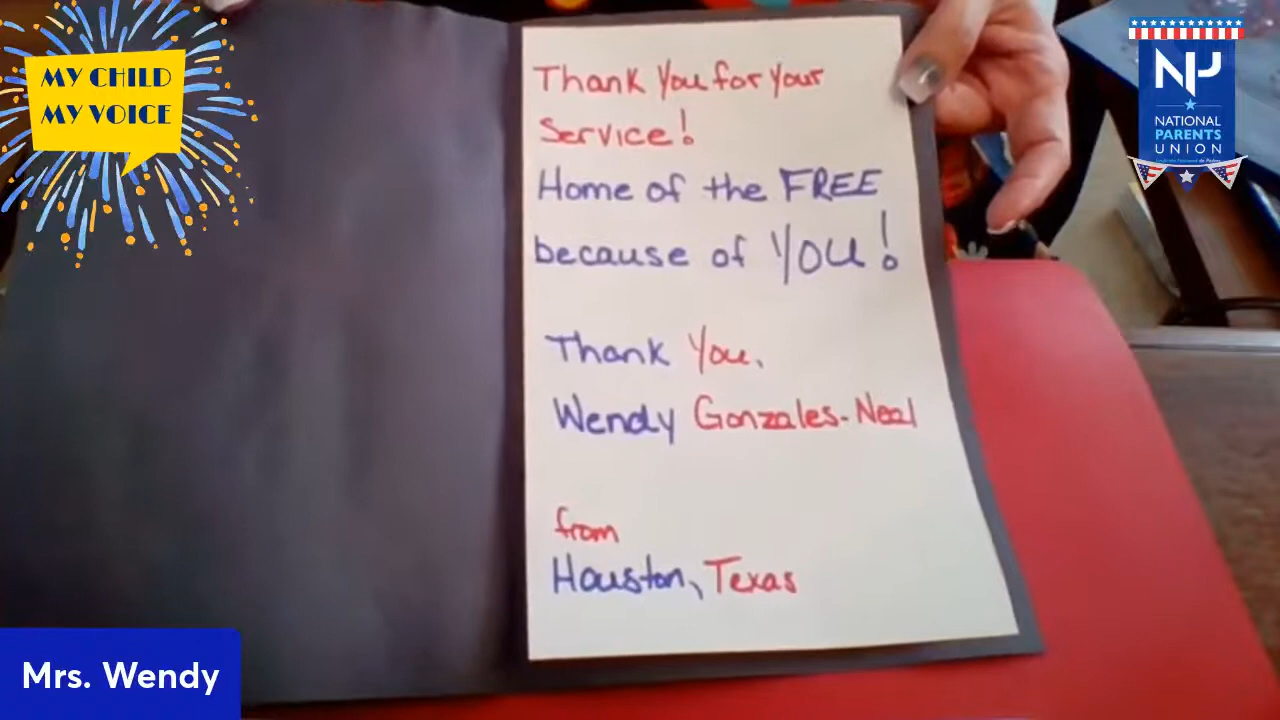 MY CHILD
MY VOICE
NATIONAL
PARENTS
UNION
Thank You for Your
Service!
Home of the FREE
because of YOU!
Thank You,
Wendy Gonzales-Neal
from
Houston, Texas
Mrs. Wendy